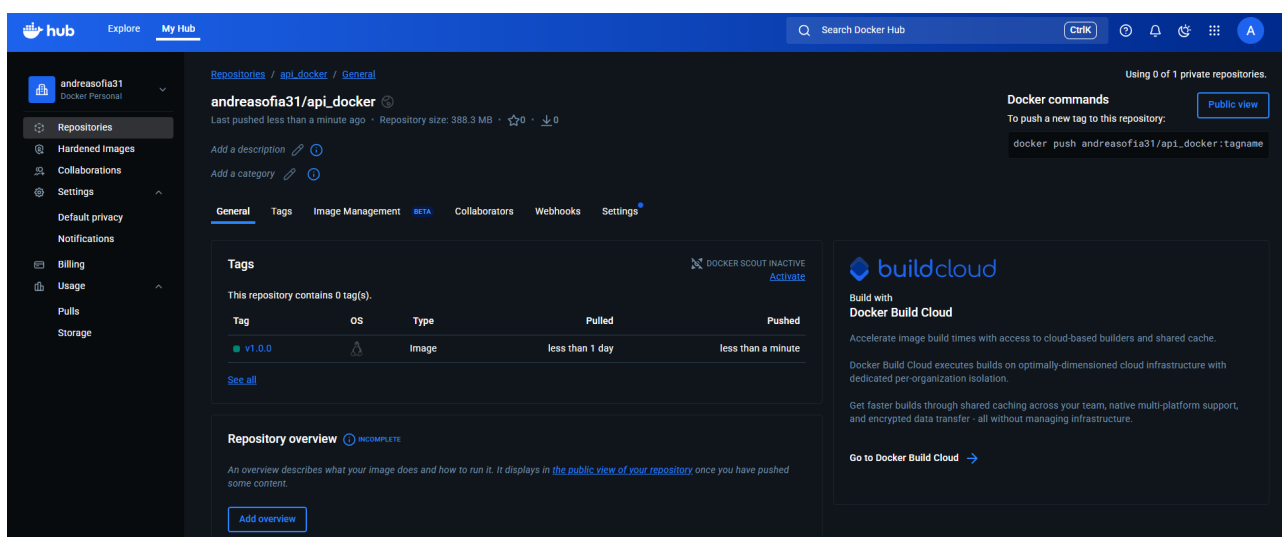 hub Explore My Hub Search Docker Hub CtrlK A
andreasofia31
Docker Personal
Repositories
Hardened Images
Collaborations
Settings
Default privacy
Notifications
Billing
Usage
Pulls
Storage
Repositories / api_docker / General
Using 0 of 1 private repositories.
andreasofia31/api_docker
Last pushed less than a minute ago · Repository size: 388.3 MB · 0 · 0
Add a description
Add a category
Docker commands
Public view
To push a new tag to this repository:
docker push andreasofia31/api_docker:tagname
General Tags Image Management BETA Collaborators Webhooks Settings
Tags
DOCKER SCOUT INACTIVE
Activate
This repository contains 0 tag(s).
Tag OS Type Pulled Pushed
v1.0.0 Image less than 1 day less than a minute
See all
Repository overview INCOMPLETE
An overview describes what your image does and how to run it. It displays in the public view of your repository once you have pushed
some content.
Add overview
buildcloud
Build with
Docker Build Cloud
Accelerate image build times with access to cloud-based builders and shared cache.
Docker Build Cloud executes builds on optimally-dimensioned cloud infrastructure with
dedicated per-organization isolation.
Get faster builds through shared caching across your team, native multi-platform support,
and encrypted data transfer - all without managing infrastructure.
Go to Docker Build Cloud